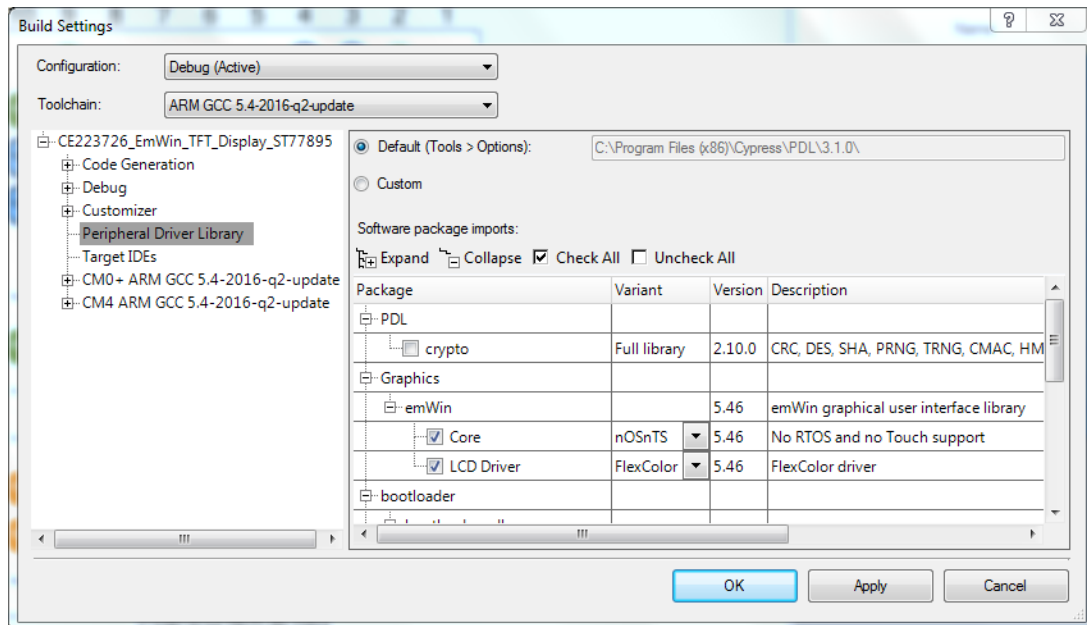 Build Settings
Configuration: Debug (Active)
Toolchain: ARM GCC 5.4-2016-q2-update
CE223726_EmWin_TFT_Display_ST77895
Code Generation
Debug
Customizer
Peripheral Driver Library
Target IDEs
CM0+ ARM GCC 5.4-2016-q2-update
CM4 ARM GCC 5.4-2016-q2-update
Default (Tools > Options): C:\Program Files (x86)\Cypress\PDL\3.1.0\
Custom
Software package imports:
Expand Collapse Check All Uncheck All
Package Variant Version Description
PDL
crypto Full library 2.10.0 CRC, DES, SHA, PRNG, TRNG, CMAC, HM
Graphics
emWin 5.46 emWin graphical user interface library
Core nOSnTS 5.46 No RTOS and no Touch support
LCD Driver FlexColor 5.46 FlexColor driver
bootloader
OK Apply Cancel